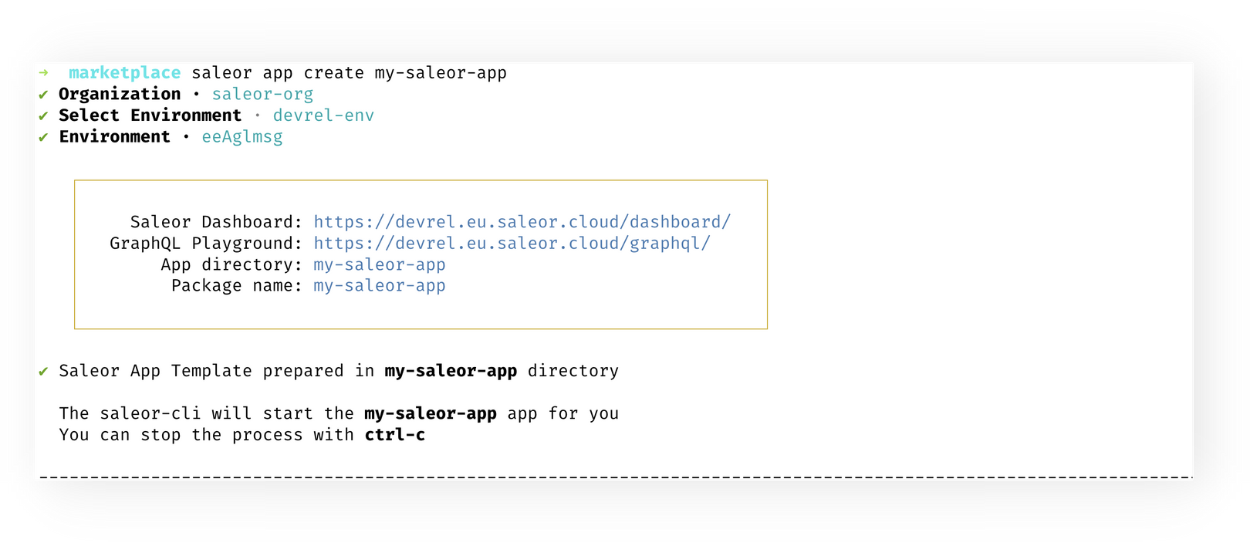 → marketplace saleor app create my-saleor-app
✔ Organization • saleor-org
✔ Select Environment · devrel-env
✔ Environment • eeAglmsg
Saleor Dashboard: https://devrel.eu.saleor.cloud/dashboard/
GraphQL Playground: https://devrel.eu.saleor.cloud/graphql/
App directory: my-saleor-app
Package name: my-saleor-app
✔ Saleor App Template prepared in my-saleor-app directory
The saleor-cli will start the my-saleor-app app for you
You can stop the process with ctrl-c